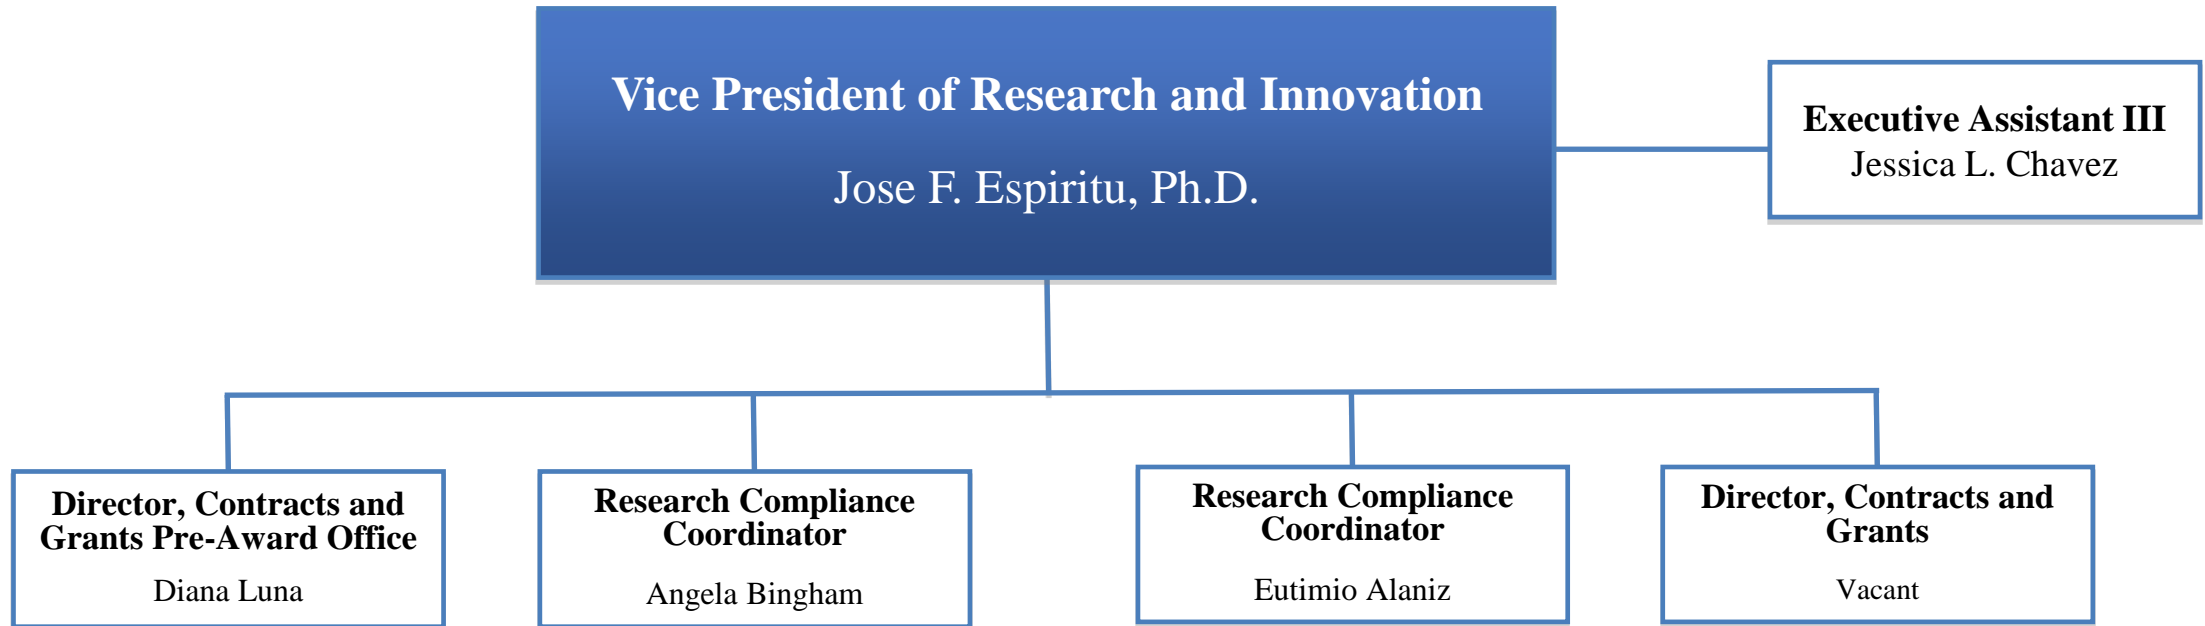 Vice President of Research and Innovation
Jose F. Espiritu, Ph.D.
Executive Assistant III
Jessica L. Chavez
Director, Contracts and
Grants Pre-Award Office
Diana Luna
Research Compliance
Coordinator
Angela Bingham
Research Compliance
Coordinator
Eutimio Alaniz
Director, Contracts and
Grants
Vacant